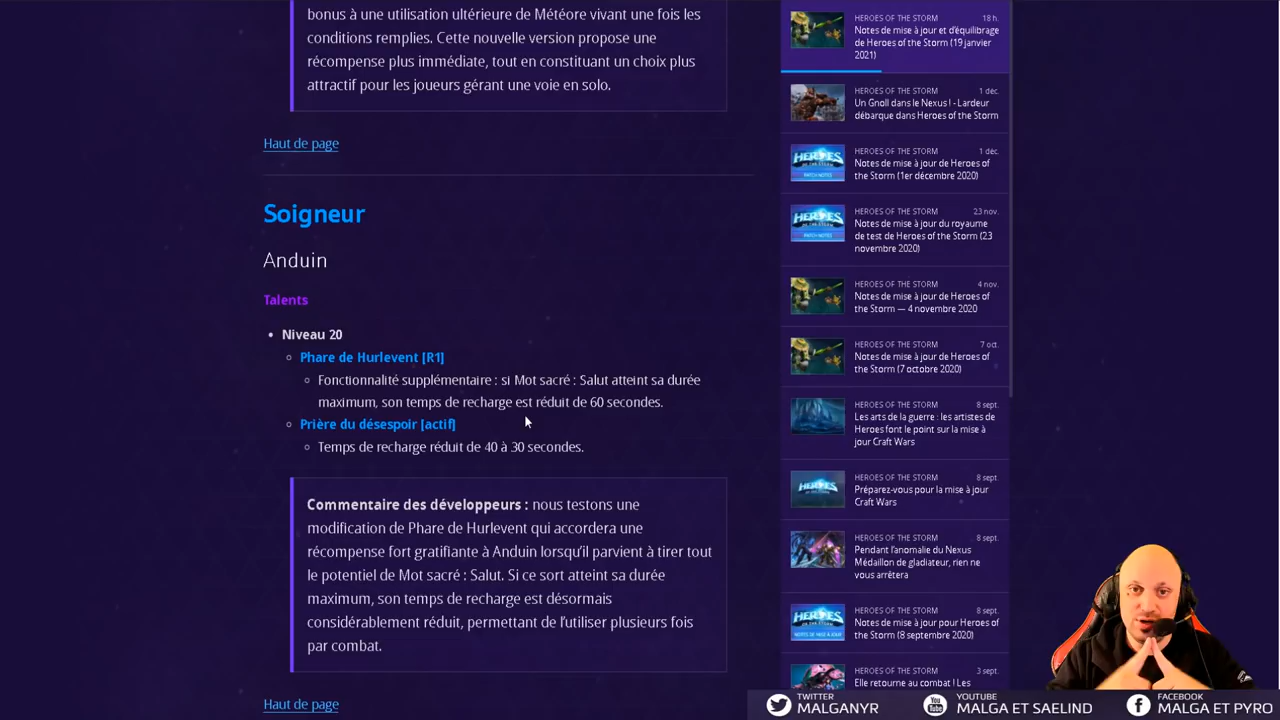 bonus à une utilisation ultérieure de Météore vivant une fois les
conditions remplies. Cette nouvelle version propose une
récompense plus immédiate, tout en constituant un choix plus
attractif pour les joueurs gérant une voie en solo.
Haut de page
Soigneur
Anduin
Talents
Niveau 20
Phare de Hurlevent [R1]
Fonctionnalité supplémentaire : si Mot sacré : Salut atteint sa durée
maximum, son temps de recharge est réduit de 60 secondes.
Prière du désespoir [actif]
Temps de recharge réduit de 40 à 30 secondes.
Commentaire des développeurs : nous testons une
modification de Phare de Hurlevent qui accordera une
récompense fort gratifiante à Anduin lorsqu'il parvient à tirer tout
le potentiel de Mot sacré : Salut. Si ce sort atteint sa durée
maximum, son temps de recharge est désormais
considérablement réduit, permettant de l'utiliser plusieurs fois
par combat.
Haut de page
HEROES OF THE STORM 18 h.
Notes de mise à jour et d'équilibrage
de Heroes of the Storm (19 janvier
2021)
HEROES OF THE STORM 1 déc.
Un Gnoll dans le Nexus ! - Lardeur
débarque dans Heroes of the Storm
HEROES OF THE STORM 1 déc.
Notes de mise à jour de Heroes of
the Storm (1er décembre 2020)
HEROES OF THE STORM 23 nov.
Notes de mise à jour du royaume
de test de Heroes of the Storm (23
novembre 2020)
HEROES OF THE STORM 4 nov.
Notes de mise à jour de Heroes of
the Storm — 4 novembre 2020
HEROES OF THE STORM 7 oct.
Notes de mise à jour de Heroes of
the Storm (7 octobre 2020)
HEROES OF THE STORM 8 sept.
Les arts de la guerre : les artistes de
Heroes font le point sur la mise à
jour Craft Wars
HEROES OF THE STORM 8 sept.
Préparez-vous pour la mise à jour
Craft Wars
HEROES OF THE STORM 8 sept.
Pendant l'anomalie du Nexus
Médaillon de gladiateur, rien ne
vous arrêtera
HEROES OF THE STORM 8 sept.
Notes de mise à jour pour Heroes of
the Storm (8 septembre 2020)
HEROES OF THE STORM 3 sept.
Elle retourne au combat ! Les
TWITTER
MALGANYR
YOUTUBE
MALGA ET SAELIND
FACEBOOK
MALGA ET PYRO